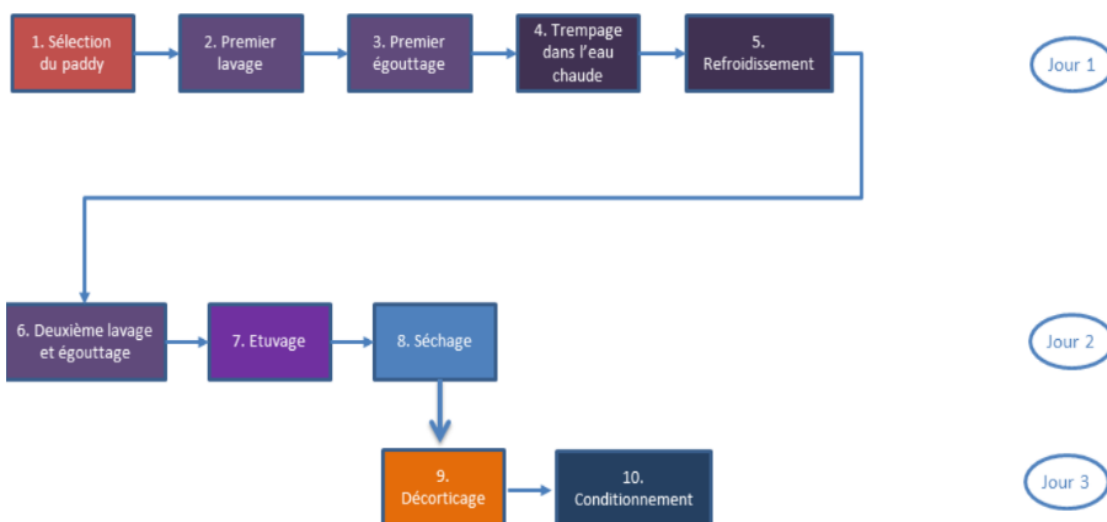 1. Sélection
du paddy
2. Premier
lavage
3. Premier
égouttage
4. Trempage
dans l’eau
chaude
5.
Refroidissement
Jour 1
6. Deuxième lavage
et égouttage
7. Etuvage
8. Séchage
Jour 2
9.
Décorticage
10.
Conditionnement
Jour 3